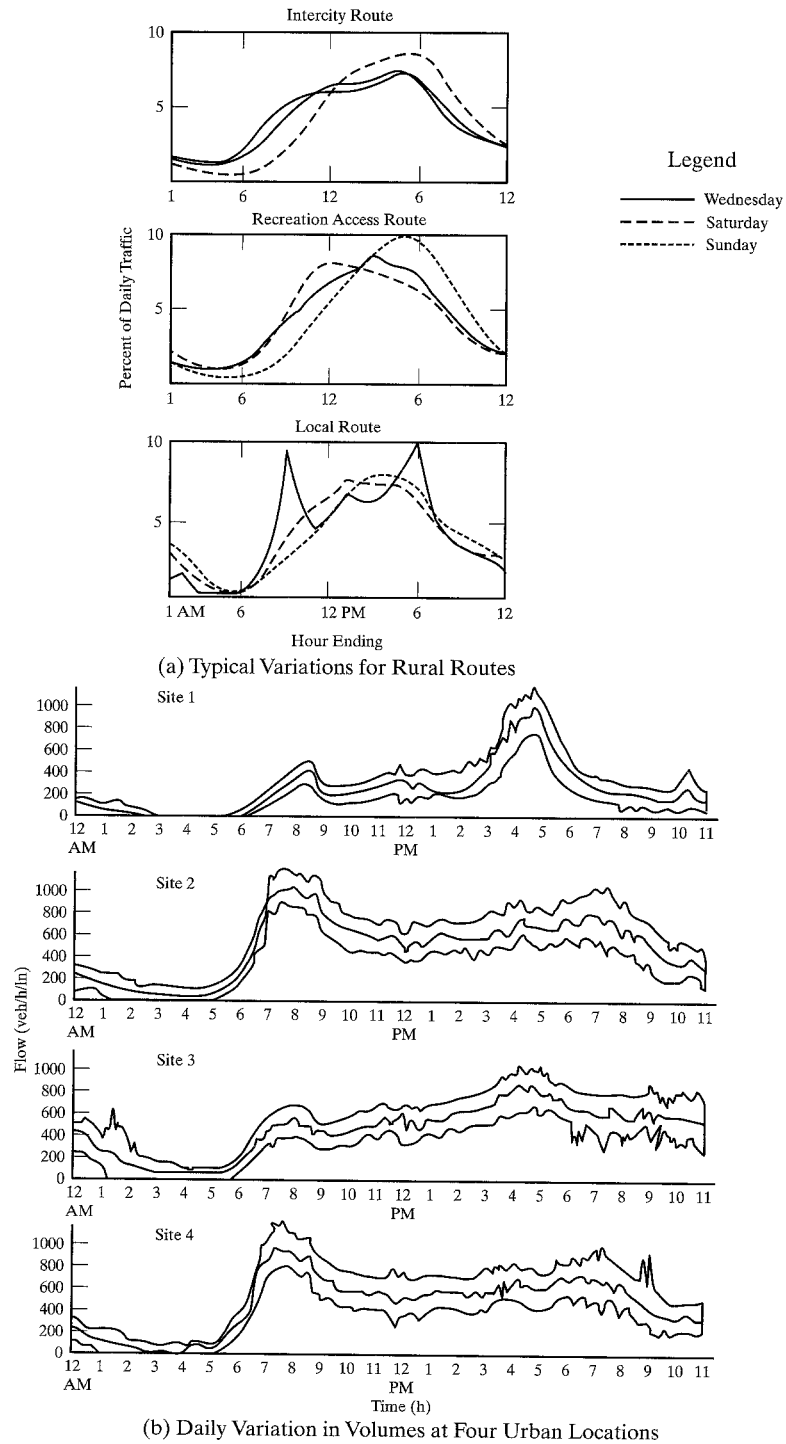 Intercity Route
10
5
1 6 12 6 12
Legend
Wednesday
Saturday
Sunday
Recreation Access Route
10
5
1 6 12 6 12
Percent of Daily Traffic
Local Route
10
5
1 AM 6 12 PM 6 12
Hour Ending
(a) Typical Variations for Rural Routes
Site 1
1000
800
600
400
200
0
12 1 2 3 4 5 6 7 8 9 10 11 12 1 2 3 4 5 6 7 8 9 10 11
AM PM
Site 2
1000
800
600
400
200
0
12 1 2 3 4 5 6 7 8 9 10 11 12 1 2 3 4 5 6 7 8 9 10 11
AM PM
Flow (veh/h/ln)
Site 3
1000
800
600
400
200
0
12 1 2 3 4 5 6 7 8 9 10 11 12 1 2 3 4 5 6 7 8 9 10 11
AM PM
Site 4
1000
800
600
400
200
0
12 1 2 3 4 5 6 7 8 9 10 11 12 1 2 3 4 5 6 7 8 9 10 11
AM PM
Time (h)
(b) Daily Variation in Volumes at Four Urban Locations